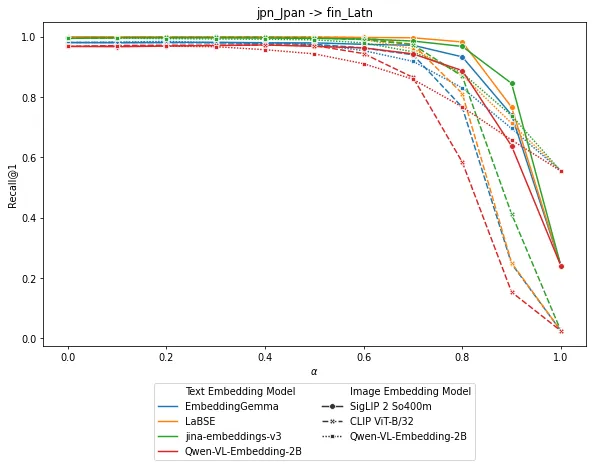 jpn_Jpan -> fin_Latn
Recall@1
1.0
0.8
0.6
0.4
0.2
0.0
0.0 0.2 0.4 0.6 0.8 1.0
α
Text Embedding Model
EmbeddingGemma
LaBSE
jina-embeddings-v3
Qwen-VL-Embedding-2B
Image Embedding Model
SigLIP 2 So400m
CLIP ViT-B/32
Qwen-VL-Embedding-2B